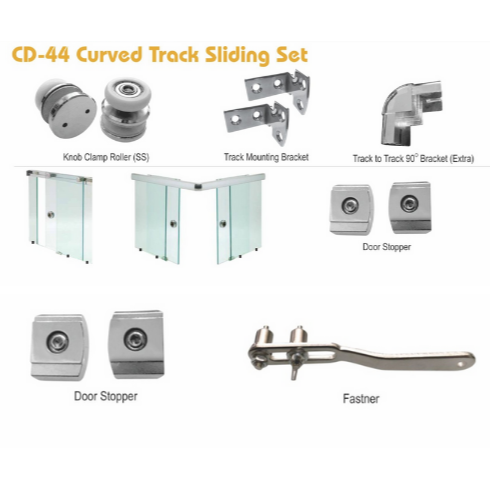 CD-44 Curved Track Sliding Set
Knob Clamp Roller (SS)
Track Mounting Bracket
Track to Track 90° Bracket (Extra)
Door Stopper
Door Stopper
Fastner